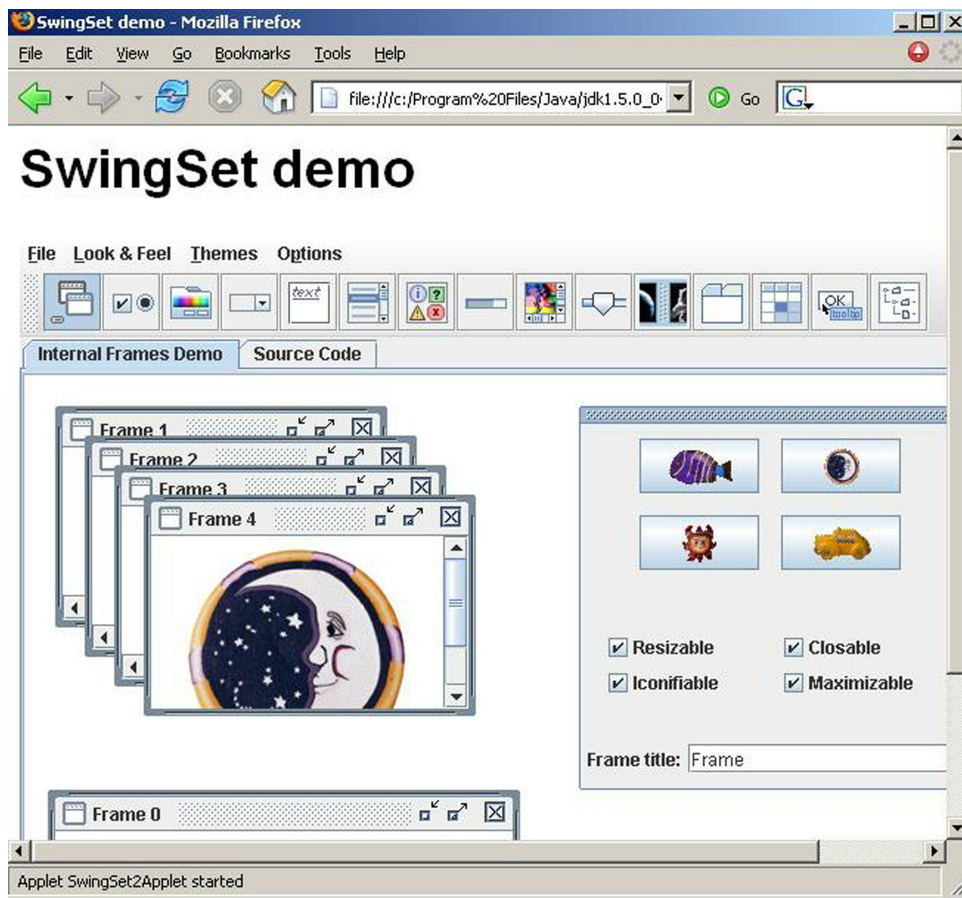 SwingSet demo - Mozilla Firefox
File Edit View Go Bookmarks Tools Help
file:///c:/Program%20Files/Java/jdk1.5.0_0 Go G
SwingSet demo
File Look & Feel Themes Options
text
OK
ToolTip
Internal Frames Demo Source Code
Frame 1
Frame 2
Frame 3
Frame 4
Resizable Closable
Iconifiable Maximizable
Frame title: Frame
Frame 0
Applet SwingSet2Applet started